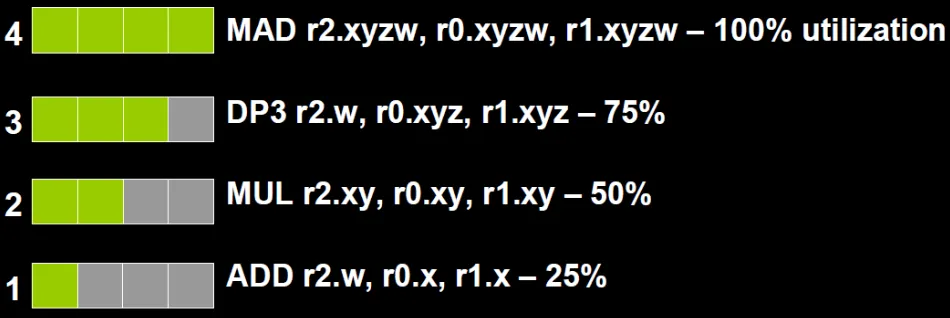 4 MAD r2.xyzw, r0.xyzw, r1.xyzw – 100% utilization
3 DP3 r2.w, r0.xyz, r1.xyz – 75%
2 MUL r2.xy, r0.xy, r1.xy – 50%
1 ADD r2.w, r0.x, r1.x – 25%